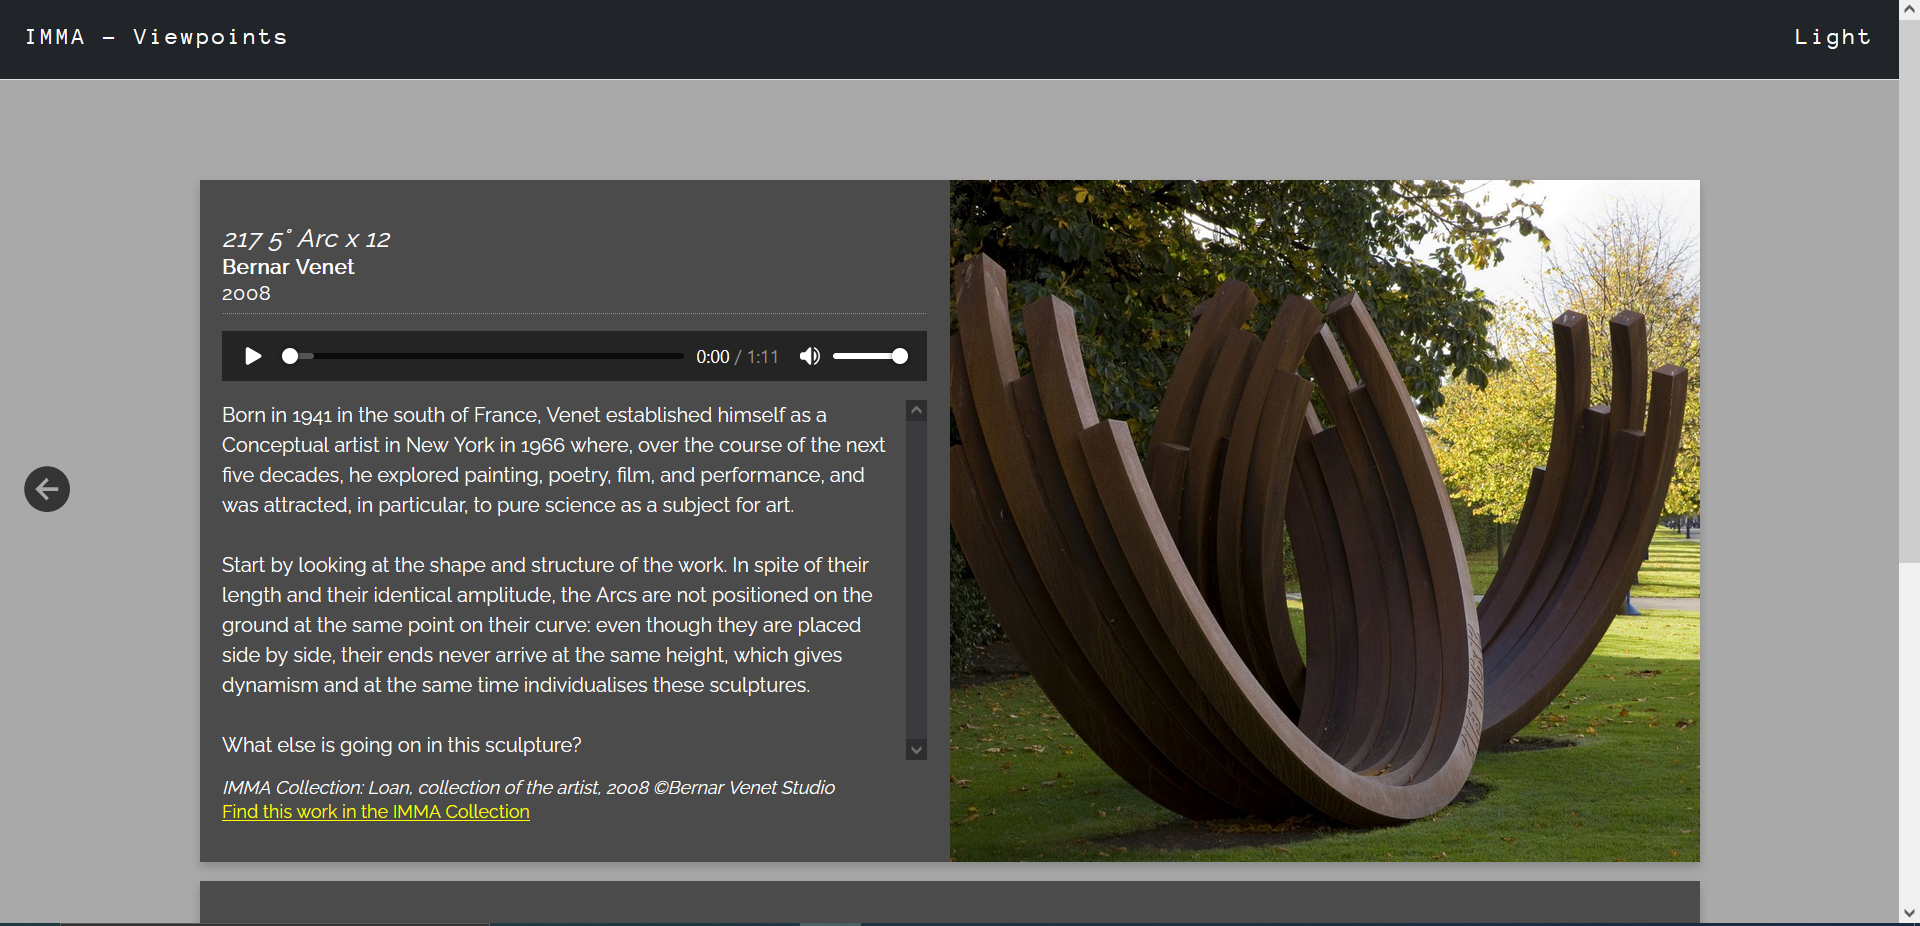 IMMA – Viewpoints
Light
217 5° Arc x 12
Bernar Venet
2008
0:00 / 1:11
Born in 1941 in the south of France, Venet established himself as a
Conceptual artist in New York in 1966 where, over the course of the next
five decades, he explored painting, poetry, film, and performance, and
was attracted, in particular, to pure science as a subject for art.
Start by looking at the shape and structure of the work. In spite of their
length and their identical amplitude, the Arcs are not positioned on the
ground at the same point on their curve: even though they are placed
side by side, their ends never arrive at the same height, which gives
dynamism and at the same time individualises these sculptures.
What else is going on in this sculpture?
IMMA Collection: Loan, collection of the artist, 2008 ©Bernar Venet Studio
Find this work in the IMMA Collection